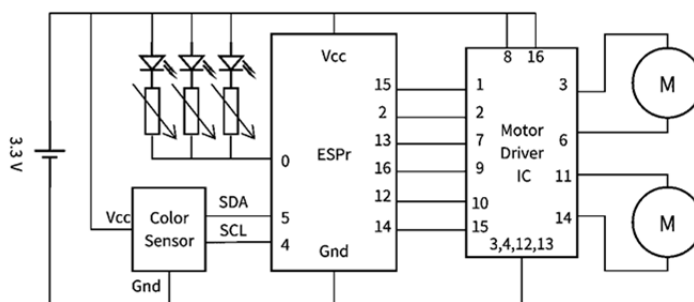 3.3 V
Vcc
ESPr
Gnd
15
2
13
16
12
14
0
5
4
SDA
SCL
Vcc
Color
Sensor
Gnd
8 16
1
2
7
9
10
15
Motor
Driver
IC
3
6
11
14
3,4,12,13
M
M